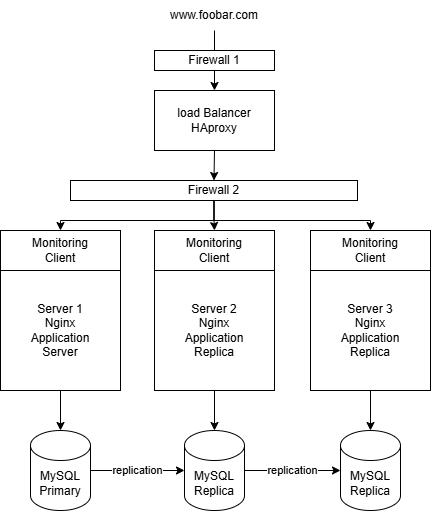 www.foobar.com
Firewall 1
load Balancer
HAproxy
Firewall 2
Monitoring
Client
Monitoring
Client
Monitoring
Client
Server 1
Nginx
Application
Server
Server 2
Nginx
Application
Replica
Server 3
Nginx
Application
Replica
MySQL
Primary
replication
MySQL
Replica
replication
MySQL
Replica